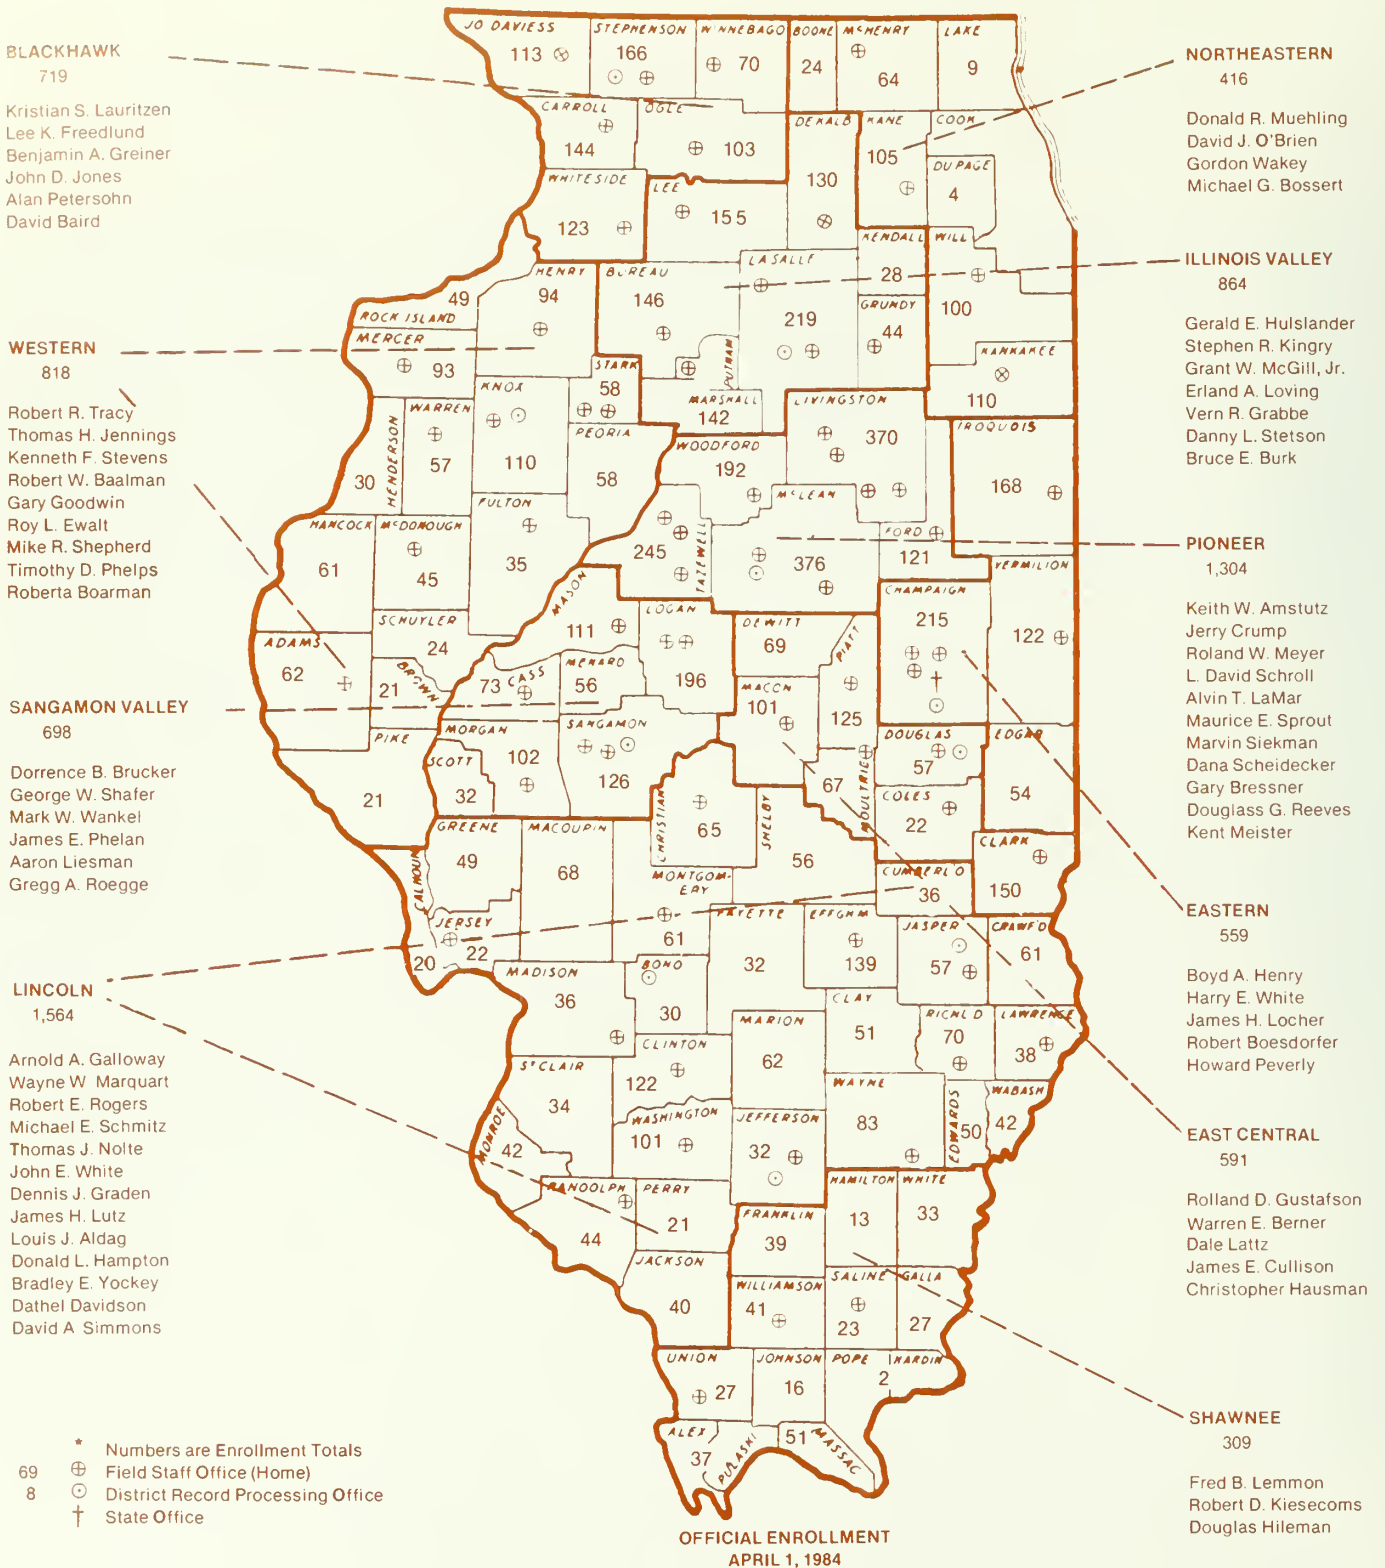 BLACKHAWK
719
Kristian S. Lauritzen
Lee K. Freedlund
Benjamin A. Greiner
John D. Jones
Alan Petersohn
David Baird
WESTERN
818
Robert R. Tracy
Thomas H. Jennings
Kenneth F. Stevens
Robert W. Baalman
Gary Goodwin
Roy L. Ewalt
Mike R. Shepherd
Timothy D. Phelps
Roberta Boarman
SANGAMON VALLEY
698
Dorrence B. Brucker
George W. Shafer
Mark W. Wankel
James E. Phelan
Aaron Liesman
Gregg A. Roegge
LINCOLN
1,564
Arnold A. Galloway
Wayne W Marquart
Robert E. Rogers
Michael E. Schmitz
Thomas J. Nolte
John E. White
Dennis J. Graden
James H. Lutz
Louis J. Aldag
Donald L. Hampton
Bradley E. Yockey
Dathel Davidson
David A Simmons
JO DAVIESS
113
STEPHENSON
166
WINNEBAGO
70
BOONE
24
McHENRY
64
LAKE
9
CARROLL
144
OGLE
103
DEKALB
130
KANE
105
COOK
DU PAGE
4
WHITESIDE
123
LEE
155
KENDALL
28
WILL
100
ROCK ISLAND
49
HENRY
94
BUREAU
146
LASALLE
219
GRUNDY
44
KANKAKEE
110
MERCER
93
STARK
58
PUTNAM
MARSHALL
142
LIVINGSTON
370
IROQUOIS
168
HENDERSON
30
WARREN
57
KNOX
110
PEORIA
58
WOODFORD
192
HANCOCK
61
McDONOUGH
45
FULTON
35
TAZEWELL
245
McLEAN
376
FORD
121
VERMILION
122
ADAMS
62
SCHUYLER
24
BROWN
21
MASON
111
LOGAN
196
DEWITT
69
PIATT
125
CHAMPAIGN
215
CASS
73
MENARD
56
MACON
101
PIKE
21
SCOTT
32
MORGAN
102
SANGAMON
126
CHRISTIAN
65
SHELBY
56
MOULTRIE
67
DOUGLAS
57
EDGAR
54
COLES
22
CALHOUN
20
GREENE
49
MACOUPIN
68
MONTGOM-
ERY
61
CUMBERL'D
36
CLARK
150
JERSEY
22
FAYETTE
32
EFFGHM
139
JASPER
57
CRAWF'D
61
MADISON
36
BOND
30
CLAY
51
RICHL'D
70
LAWRENCE
38
CLINTON
122
MARION
62
ST CLAIR
34
WAYNE
83
EDWARDS
50
WABASH
42
MONROE
42
WASHINGTON
101
JEFFERSON
32
RANDOLPH
44
PERRY
21
FRANKLIN
39
HAMILTON
13
WHITE
33
JACKSON
40
WILLIAMSON
41
SALINE
23
GALLA
27
UNION
27
JOHNSON
16
POPE
HARDIN
2
ALEX
37
PULASKI
51
MASSAC
NORTHEASTERN
416
Donald R. Muehling
David J. O'Brien
Gordon Wakey
Michael G. Bossert
ILLINOIS VALLEY
864
Gerald E. Hulslander
Stephen R. Kingry
Grant W. McGill, Jr.
Erland A. Loving
Vern R. Grabbe
Danny L. Stetson
Bruce E. Burk
PIONEER
1,304
Keith W. Amstutz
Jerry Crump
Roland W. Meyer
L. David Schroll
Alvin T. LaMar
Maurice E. Sprout
Marvin Siekman
Dana Scheidecker
Gary Bressner
Douglass G. Reeves
Kent Meister
EASTERN
559
Boyd A. Henry
Harry E. White
James H. Locher
Robert Boesdorfer
Howard Peverly
EAST CENTRAL
591
Rolland D. Gustafson
Warren E. Berner
Dale Lattz
James E. Cullison
Christopher Hausman
SHAWNEE
309
Fred B. Lemmon
Robert D. Kiesecoms
Douglas Hileman
* Numbers are Enrollment Totals
69 ⊕ Field Staff Office (Home)
8 ⊙ District Record Processing Office
† State Office
OFFICIAL ENROLLMENT
APRIL 1, 1984